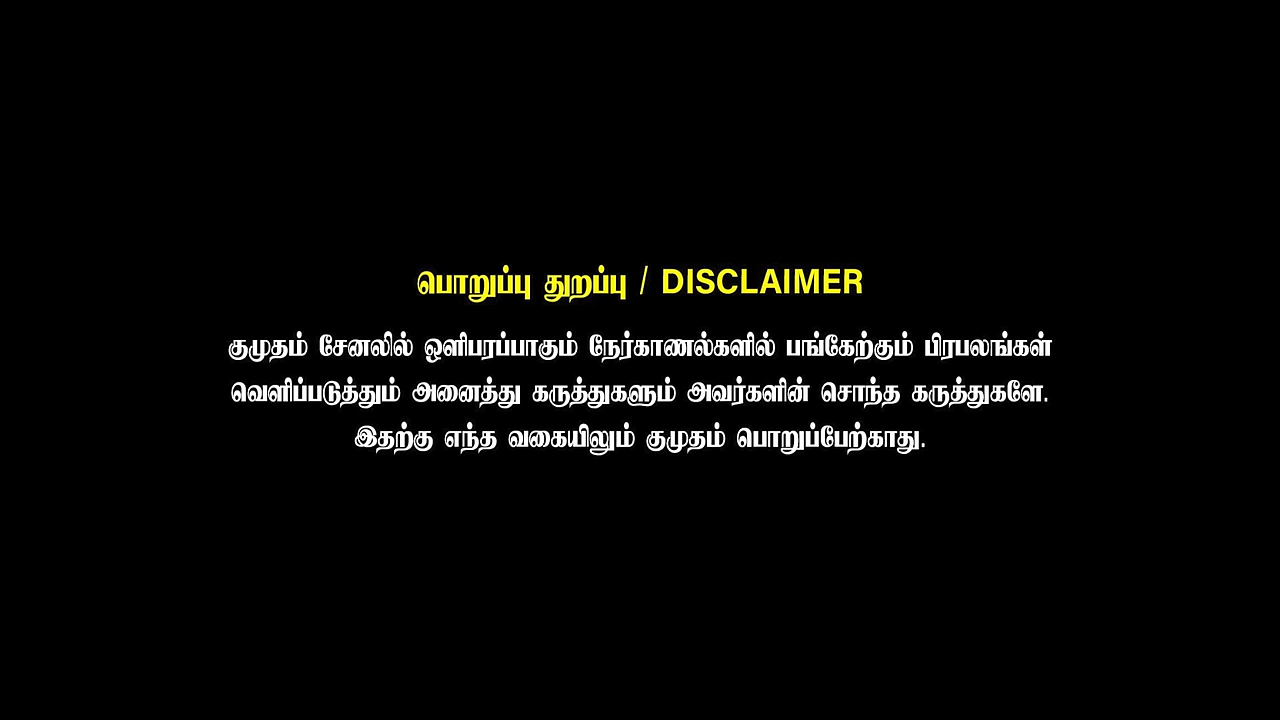 பொறுப்பு துறப்பு / DISCLAIMER
குமுதம் சேனலில் ஒளிபரப்பாகும் நேர்காணல்களில் பங்கேற்கும் பிரபலங்கள்
வெளிப்படுத்தும் அனைத்து கருத்துகளும் அவர்களின் சொந்த கருத்துகளே.
இதற்கு எந்த வகையிலும் குமுதம் பொறுப்பேற்காது.